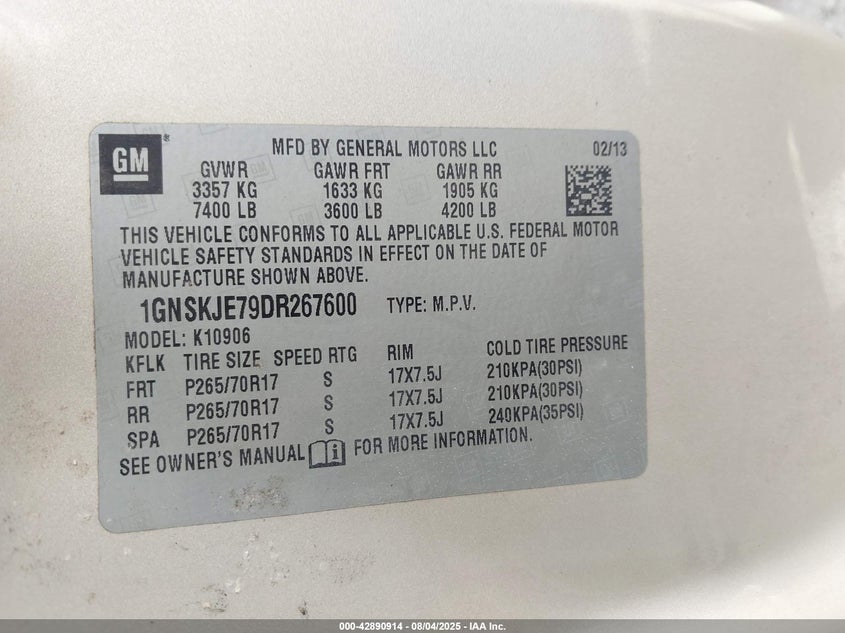 GM
MFD BY GENERAL MOTORS LLC 02/13
GVWR GAWR FRT GAWR RR
3357 KG 1633 KG 1905 KG
7400 LB 3600 LB 4200 LB
THIS VEHICLE CONFORMS TO ALL APPLICABLE U.S. FEDERAL MOTOR
VEHICLE SAFETY STANDARDS IN EFFECT ON THE DATE OF
MANUFACTURE SHOWN ABOVE.
1GNSKJE79DR267600 TYPE: M.P.V.
MODEL: K10906
KFLK TIRE SIZE SPEED RTG RIM COLD TIRE PRESSURE
FRT P265/70R17 S 17X7.5J 210KPA(30PSI)
RR P265/70R17 S 17X7.5J 210KPA(30PSI)
SPA P265/70R17 S 17X7.5J 240KPA(35PSI)
SEE OWNER'S MANUAL FOR MORE INFORMATION.
000-42890914 - 08/04/2025 - IAA Inc.